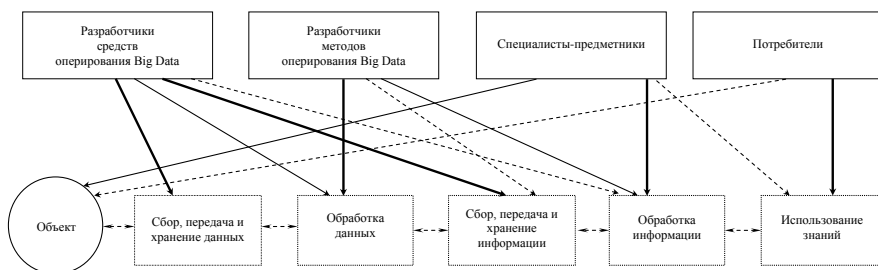 Разработчики
средств
оперирования Big Data
Разработчики
методов
оперирования Big Data
Специалисты-предметники
Потребители
Объект
Сбор, передача и
хранение данных
Обработка
данных
Сбор, передача и
хранение
информации
Обработка
информации
Использование
знаний